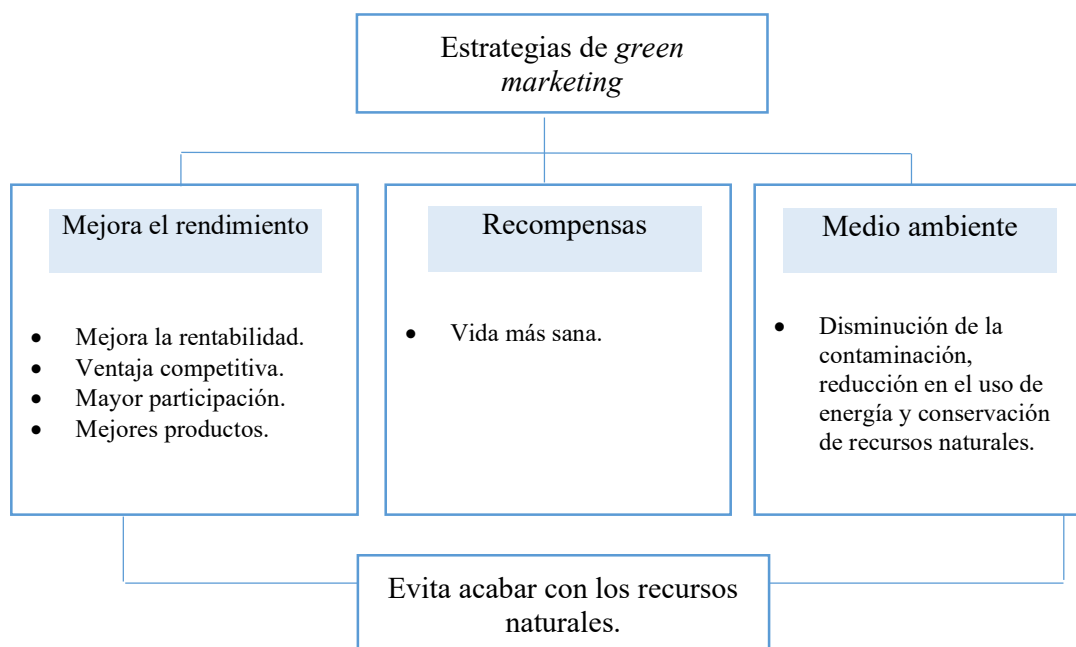 Estrategias de green
marketing
Mejora el rendimiento
• Mejora la rentabilidad.
• Ventaja competitiva.
• Mayor participación.
• Mejores productos.
Recompensas
• Vida más sana.
Medio ambiente
• Disminución de la
contaminación,
reducción en el uso de
energía y conservación
de recursos naturales.
Evita acabar con los recursos
naturales.